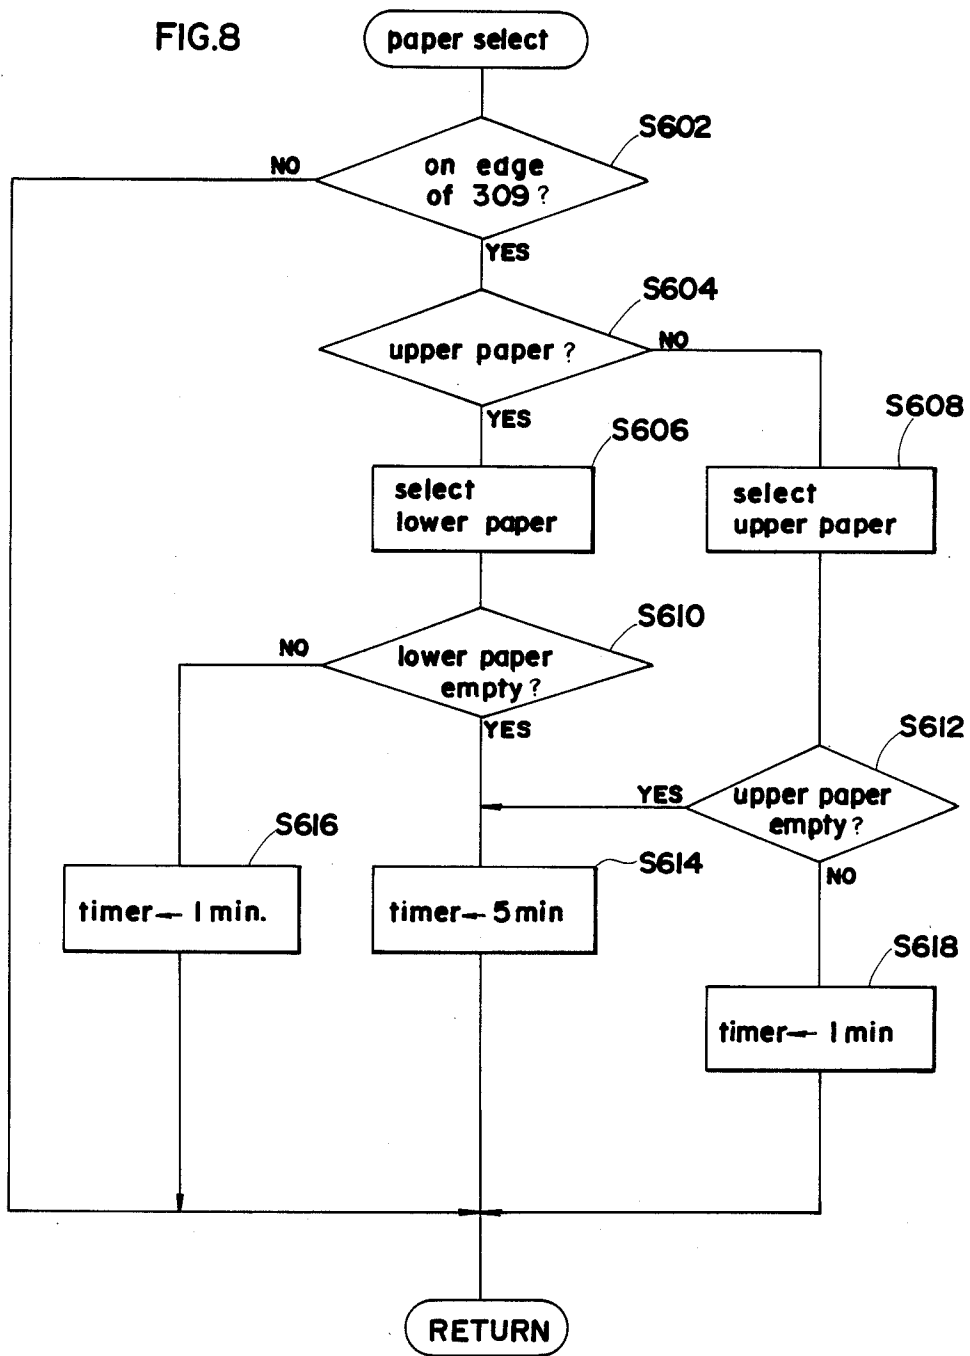 FIG.8
paper select
S602
NO
on edge
of 309?
YES
S604
upper paper?
NO
YES
S606
S608
select
lower paper
select
upper paper
S610
NO
lower paper
empty?
YES
S612
YES
upper paper
empty?
NO
S616
S614
timer← 1 min.
timer← 5 min
S618
timer← 1 min
RETURN